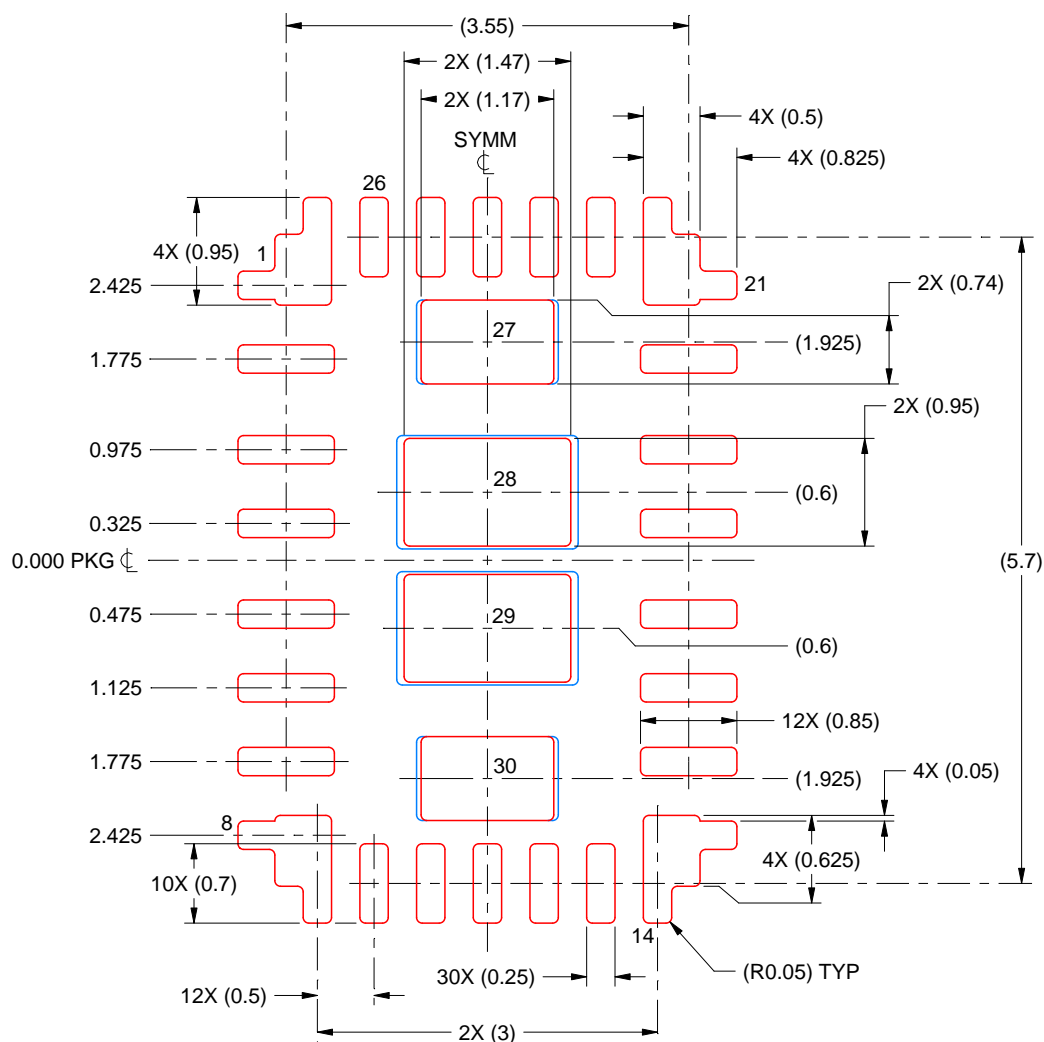 (3.55)
2X (1.47)
2X (1.17)
4X (0.5)
SYMM
℄
4X (0.825)
26
4X (0.95)
1
2.425
21
2X (0.74)
27
1.775
(1.925)
2X (0.95)
0.975
28
(0.6)
0.325
0.000 PKG ℄
(5.7)
0.475
29
(0.6)
1.125
12X (0.85)
1.775
30
(1.925)
4X (0.05)
8
2.425
4X (0.625)
10X (0.7)
14
30X (0.25)
(R0.05) TYP
12X (0.5)
2X (3)